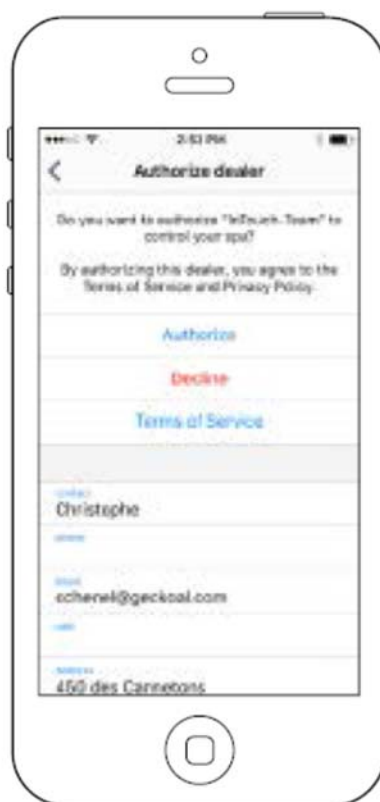 2:53 PM
Authorize dealer
Do you want to authorize "InTouch Team" to
control your spa?
By authorizing this dealer, you agree to the
Terms of Service and Privacy Policy.
Authorize
Decline
Terms of Service
Christophe
cchenel@geckoal.com
450 des Cannetons